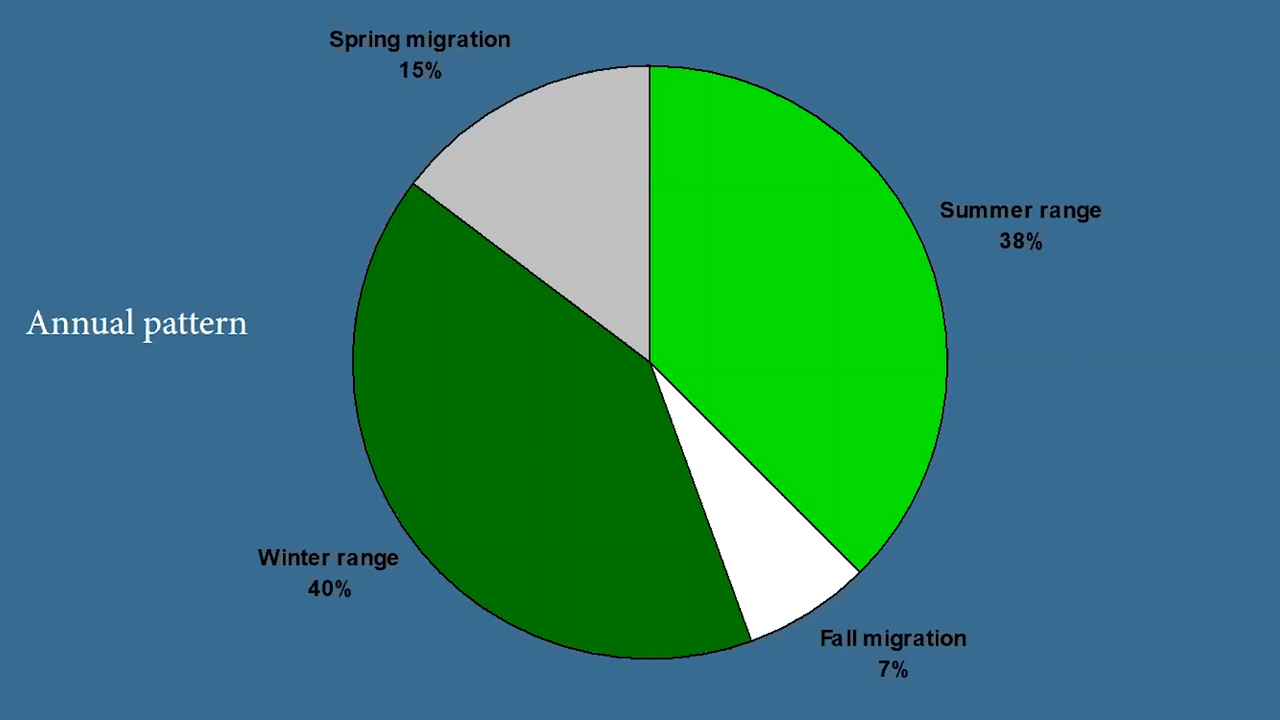 Spring migration
15%
Summer range
38%
Annual pattern
Winter range
40%
Fall migration
7%